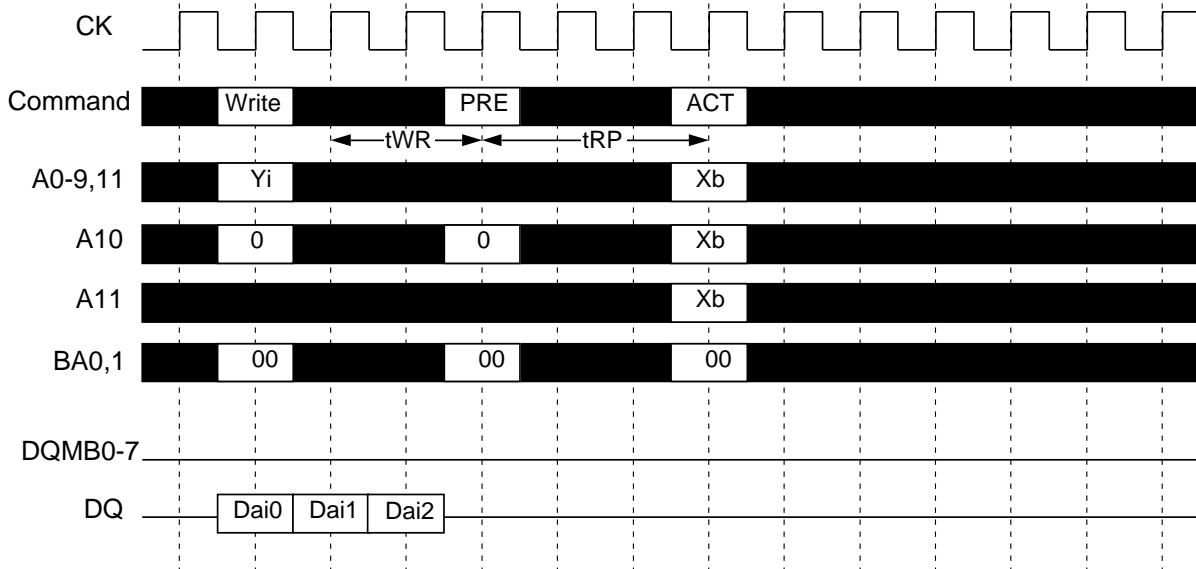 CK
Command Write PRE ACT
tWR tRP
A0-9,11 Yi Xb
A10 0 0 Xb
A11 Xb
BA0,1 00 00 00
DQMB0-7
DQ Dai0 Dai1 Dai2